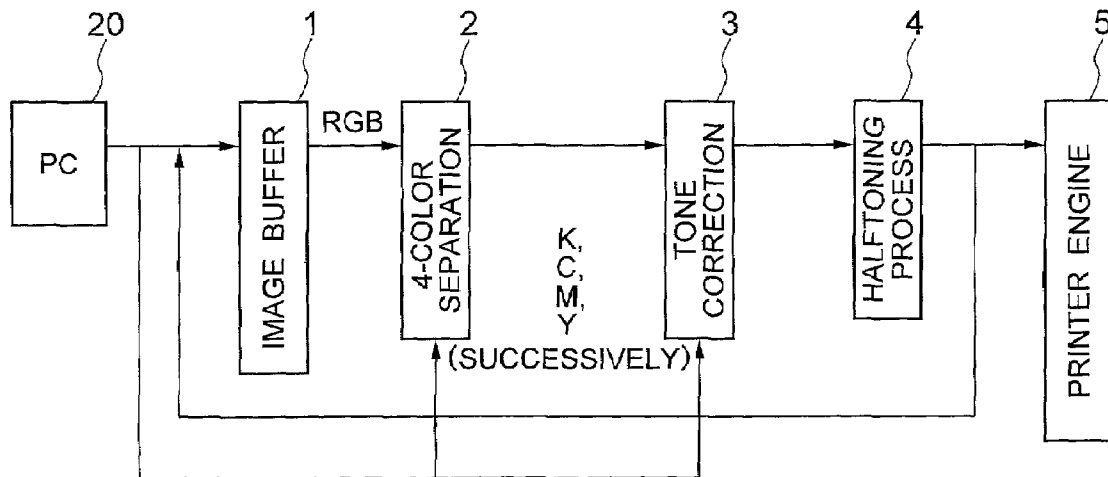 20
1
2
3
4
5
PC
IMAGE BUFFER
RGB
4-COLOR
SEPARATION
K,
C,
M,
Y
(SUCCESSIVELY)
TONE
CORRECTION
HALFTONING
PROCESS
PRINTER ENGINE